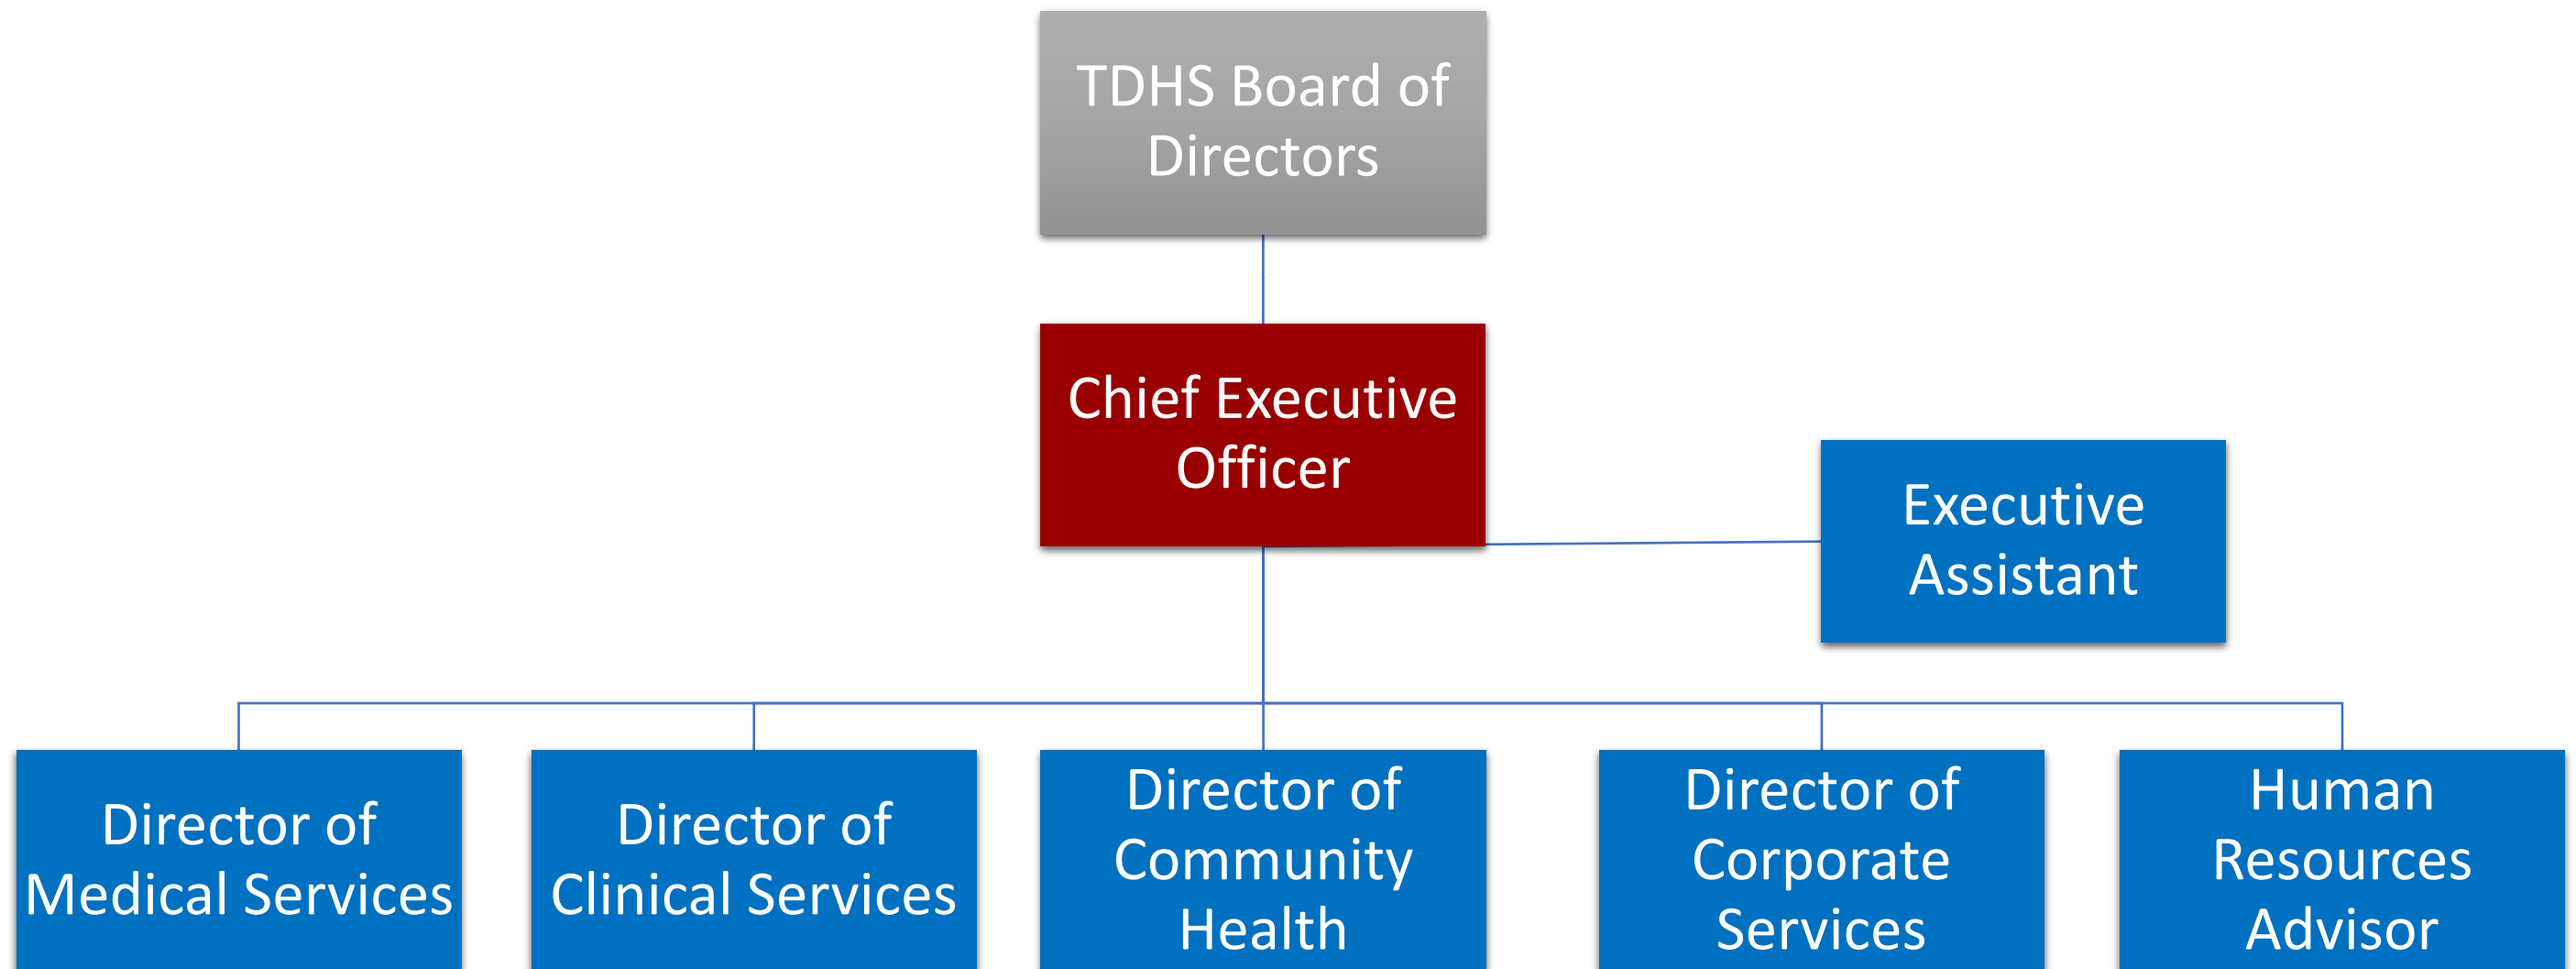 TDHS Board of
Directors
Chief Executive
Officer
Executive
Assistant
Director of
Medical Services
Director of
Clinical Services
Director of
Community
Health
Director of
Corporate
Services
Human
Resources
Advisor